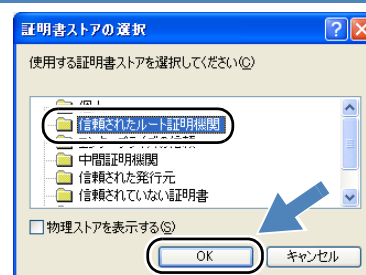 証明書ストアの選択
使用する証明書ストアを選択してください(C)
個人
信頼されたルート証明機関
中間証明機関
信頼された発行元
信頼されていない証明書
物理ストアを表示する(S)
OK
キャンセル